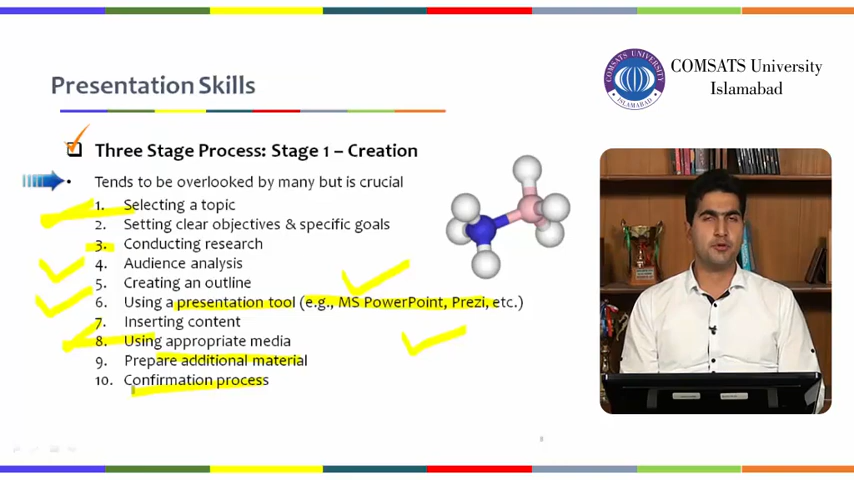 Presentation Skills
COMSATS University
Islamabad
COMSATS UNIVERSITY
ISLAMABAD
Three Stage Process: Stage 1 – Creation
• Tends to be overlooked by many but is crucial
1. Selecting a topic
2. Setting clear objectives & specific goals
3. Conducting research
4. Audience analysis
5. Creating an outline
6. Using a presentation tool (e.g., MS PowerPoint, Prezi, etc.)
7. Inserting content
8. Using appropriate media
9. Prepare additional material
10. Confirmation process